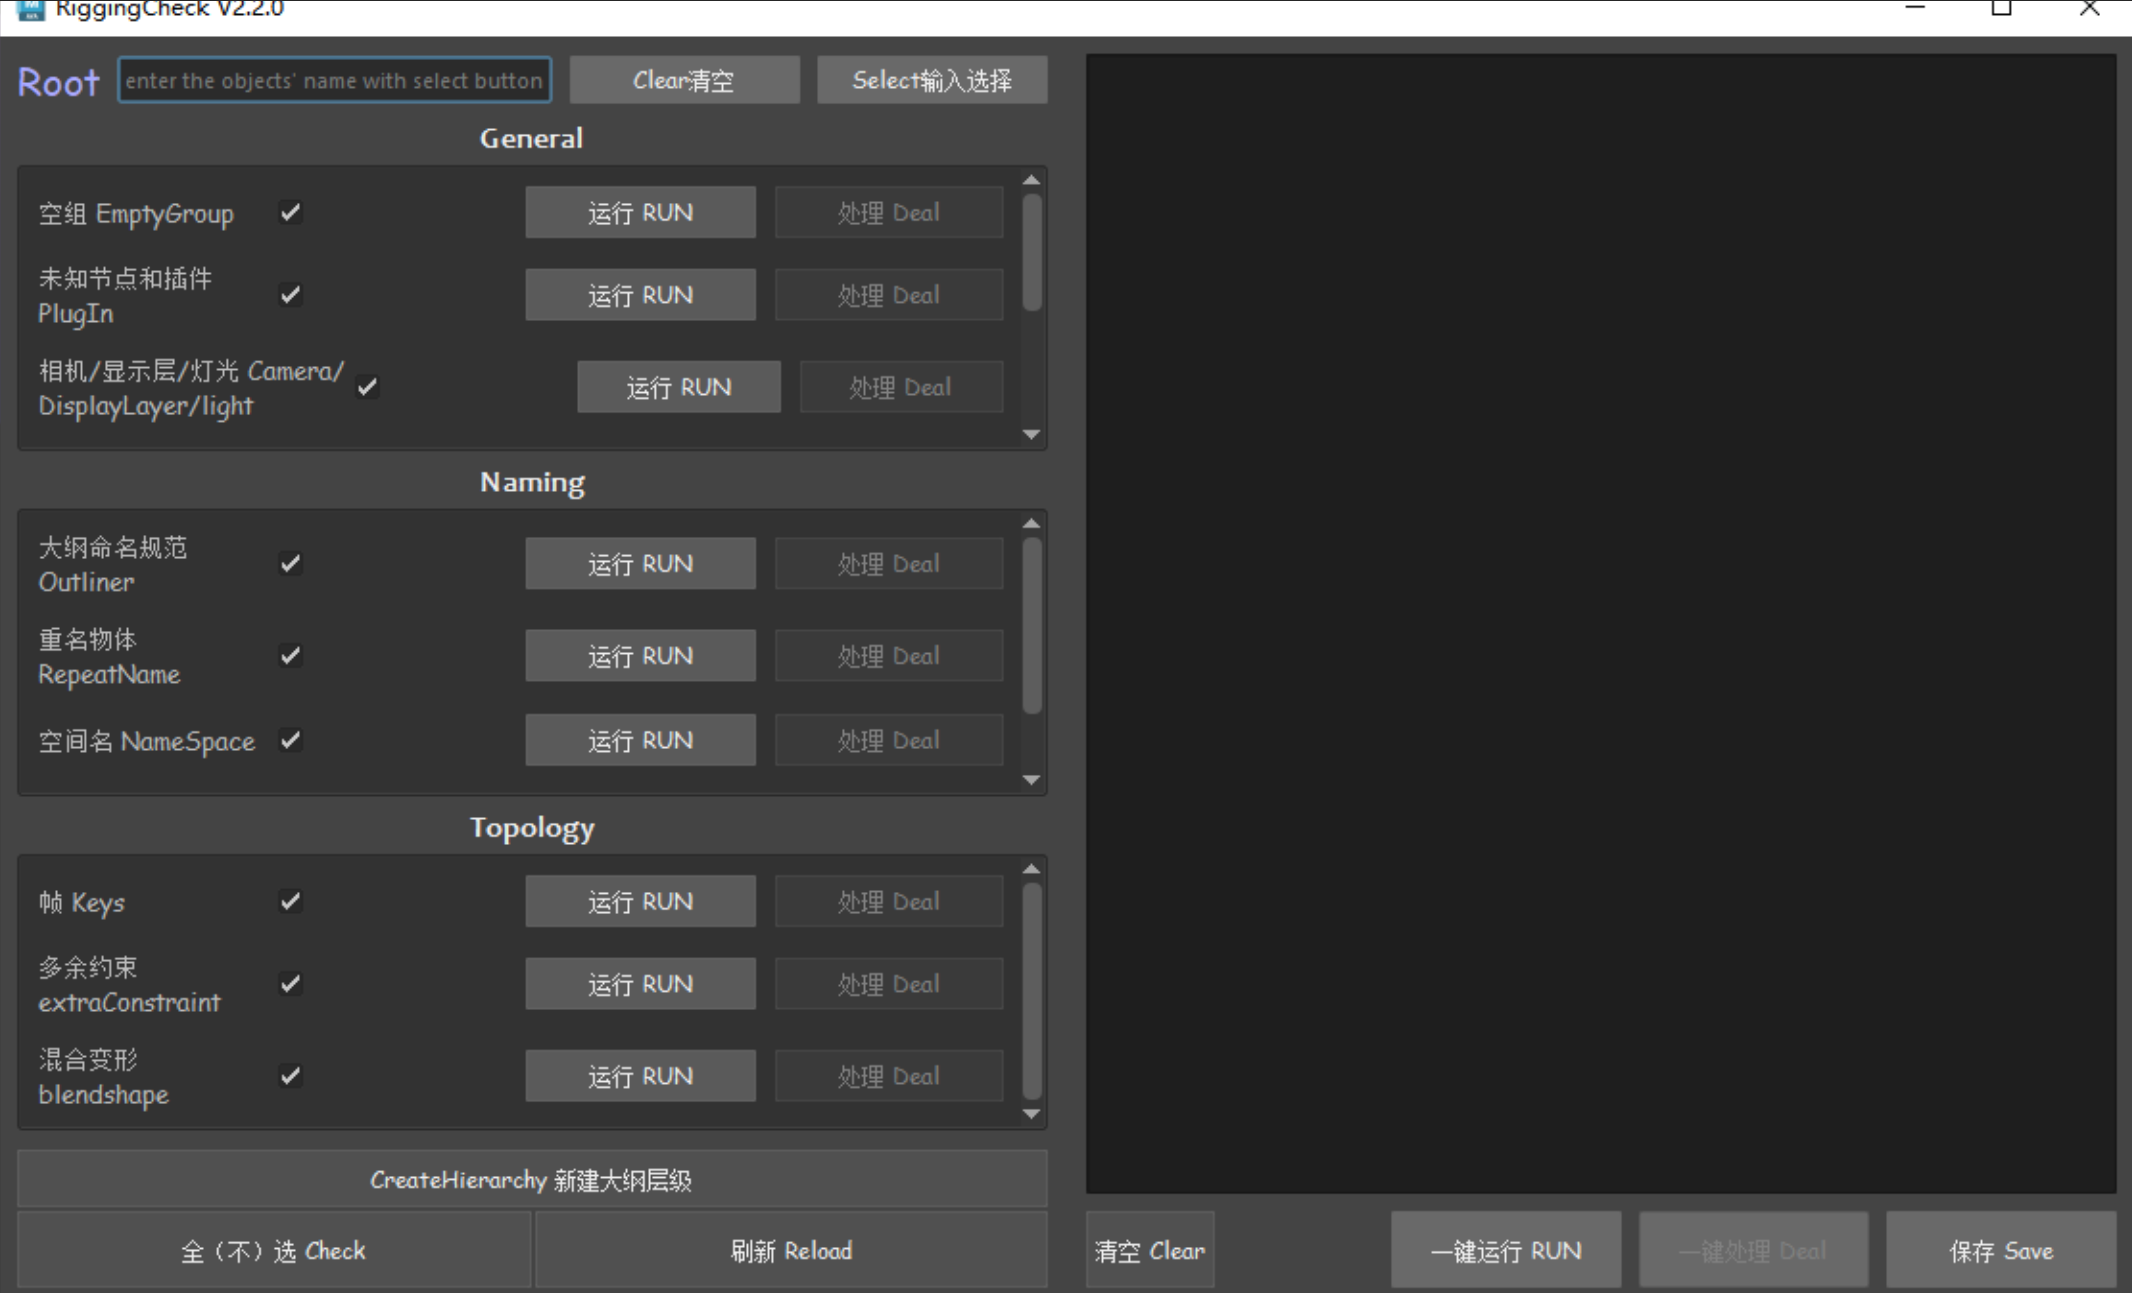 RiggingCheck V2.2.0
Root
enter the objects' name with select button
Clear清空
Select输入选择
General
空组 EmptyGroup
运行 RUN
处理 Deal
未知节点和插件
PlugIn
运行 RUN
处理 Deal
相机/显示层/灯光 Camera/
DisplayLayer/light
运行 RUN
处理 Deal
Naming
大纲命名规范
Outliner
运行 RUN
处理 Deal
重名物体
RepeatName
运行 RUN
处理 Deal
空间名 NameSpace
运行 RUN
处理 Deal
Topology
帧 Keys
运行 RUN
处理 Deal
多余约束
extraConstraint
运行 RUN
处理 Deal
混合变形
blendshape
运行 RUN
处理 Deal
CreateHierarchy 新建大纲层级
全（不）选 Check
刷新 Reload
清空 Clear
一键运行 RUN
一键处理 Deal
保存 Save